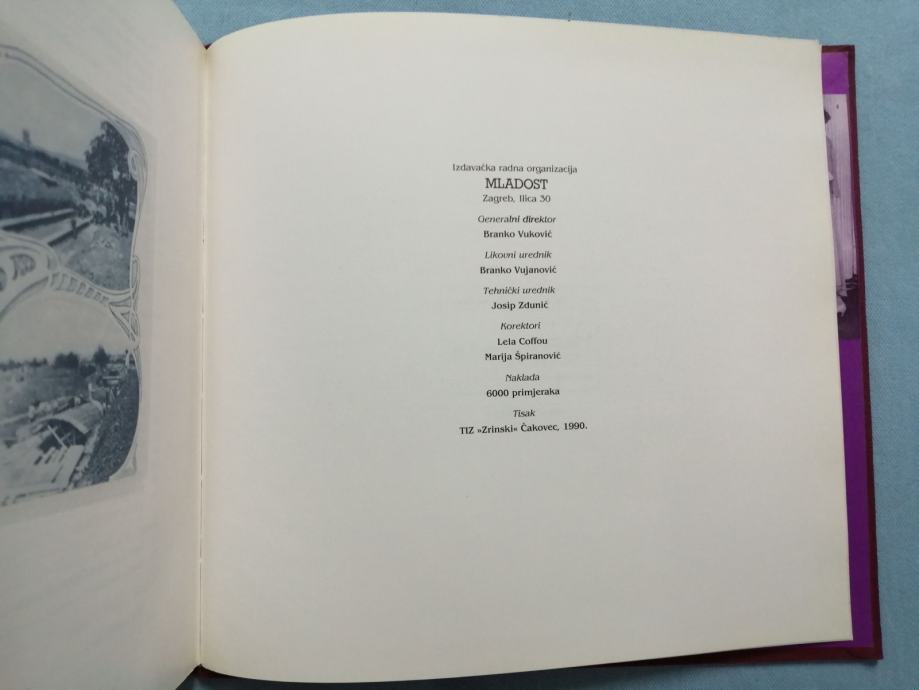 Izdavačka radna organizacija
MLADOST
Zagreb, Ilica 30
Generalni direktor
Branko Vuković
Likovni urednik
Branko Vujanović
Tehnički urednik
Josip Zdunić
Korektori
Lela Coffou
Marija Špiranović
Naklada
6000 primjeraka
Tisak
TIZ »Zrinski« Čakovec, 1990.